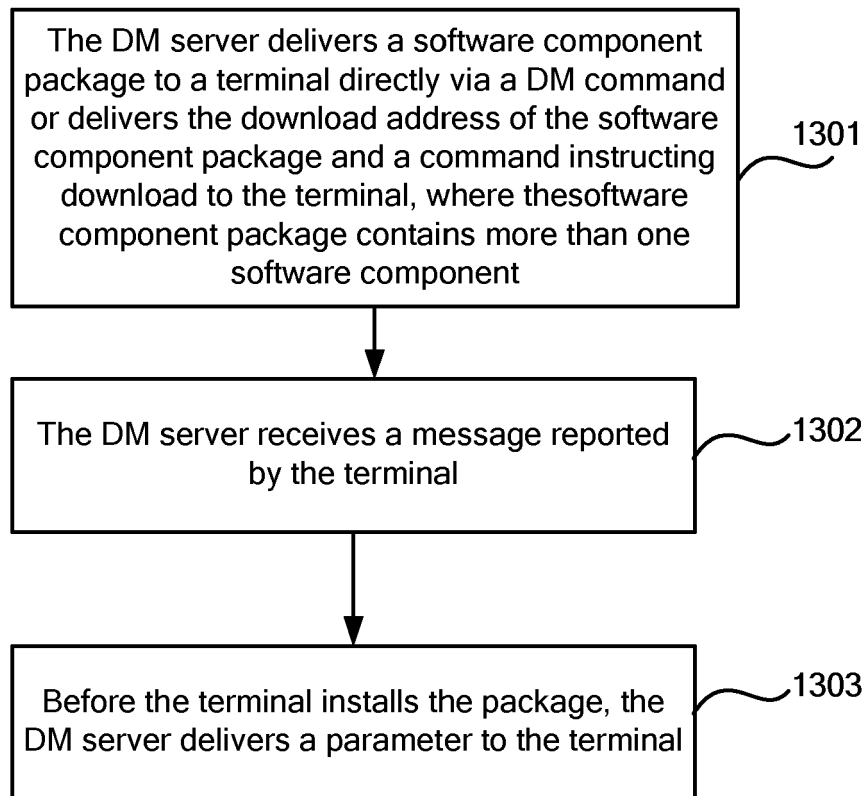 The DM server delivers a software component
package to a terminal directly via a DM command
or delivers the download address of the software
component package and a command instructing
download to the terminal, where thesoftware
component package contains more than one
software component
1301
The DM server receives a message reported
by the terminal
1302
Before the terminal installs the package, the
DM server delivers a parameter to the terminal
1303